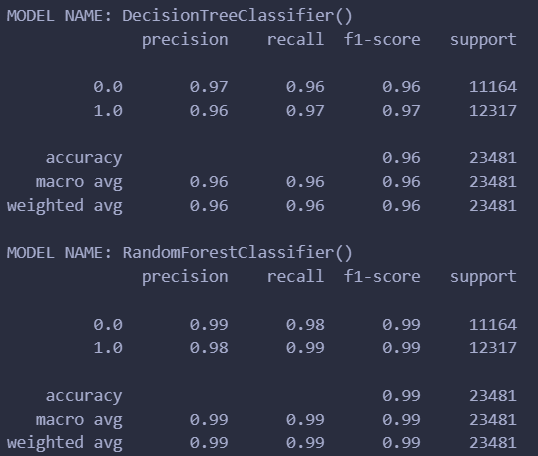 MODEL NAME: DecisionTreeClassifier()
precision recall f1-score support
0.0 0.97 0.96 0.96 11164
1.0 0.96 0.97 0.97 12317
accuracy 0.96 23481
macro avg 0.96 0.96 0.96 23481
weighted avg 0.96 0.96 0.96 23481
MODEL NAME: RandomForestClassifier()
precision recall f1-score support
0.0 0.99 0.98 0.99 11164
1.0 0.98 0.99 0.99 12317
accuracy 0.99 23481
macro avg 0.99 0.99 0.99 23481
weighted avg 0.99 0.99 0.99 23481